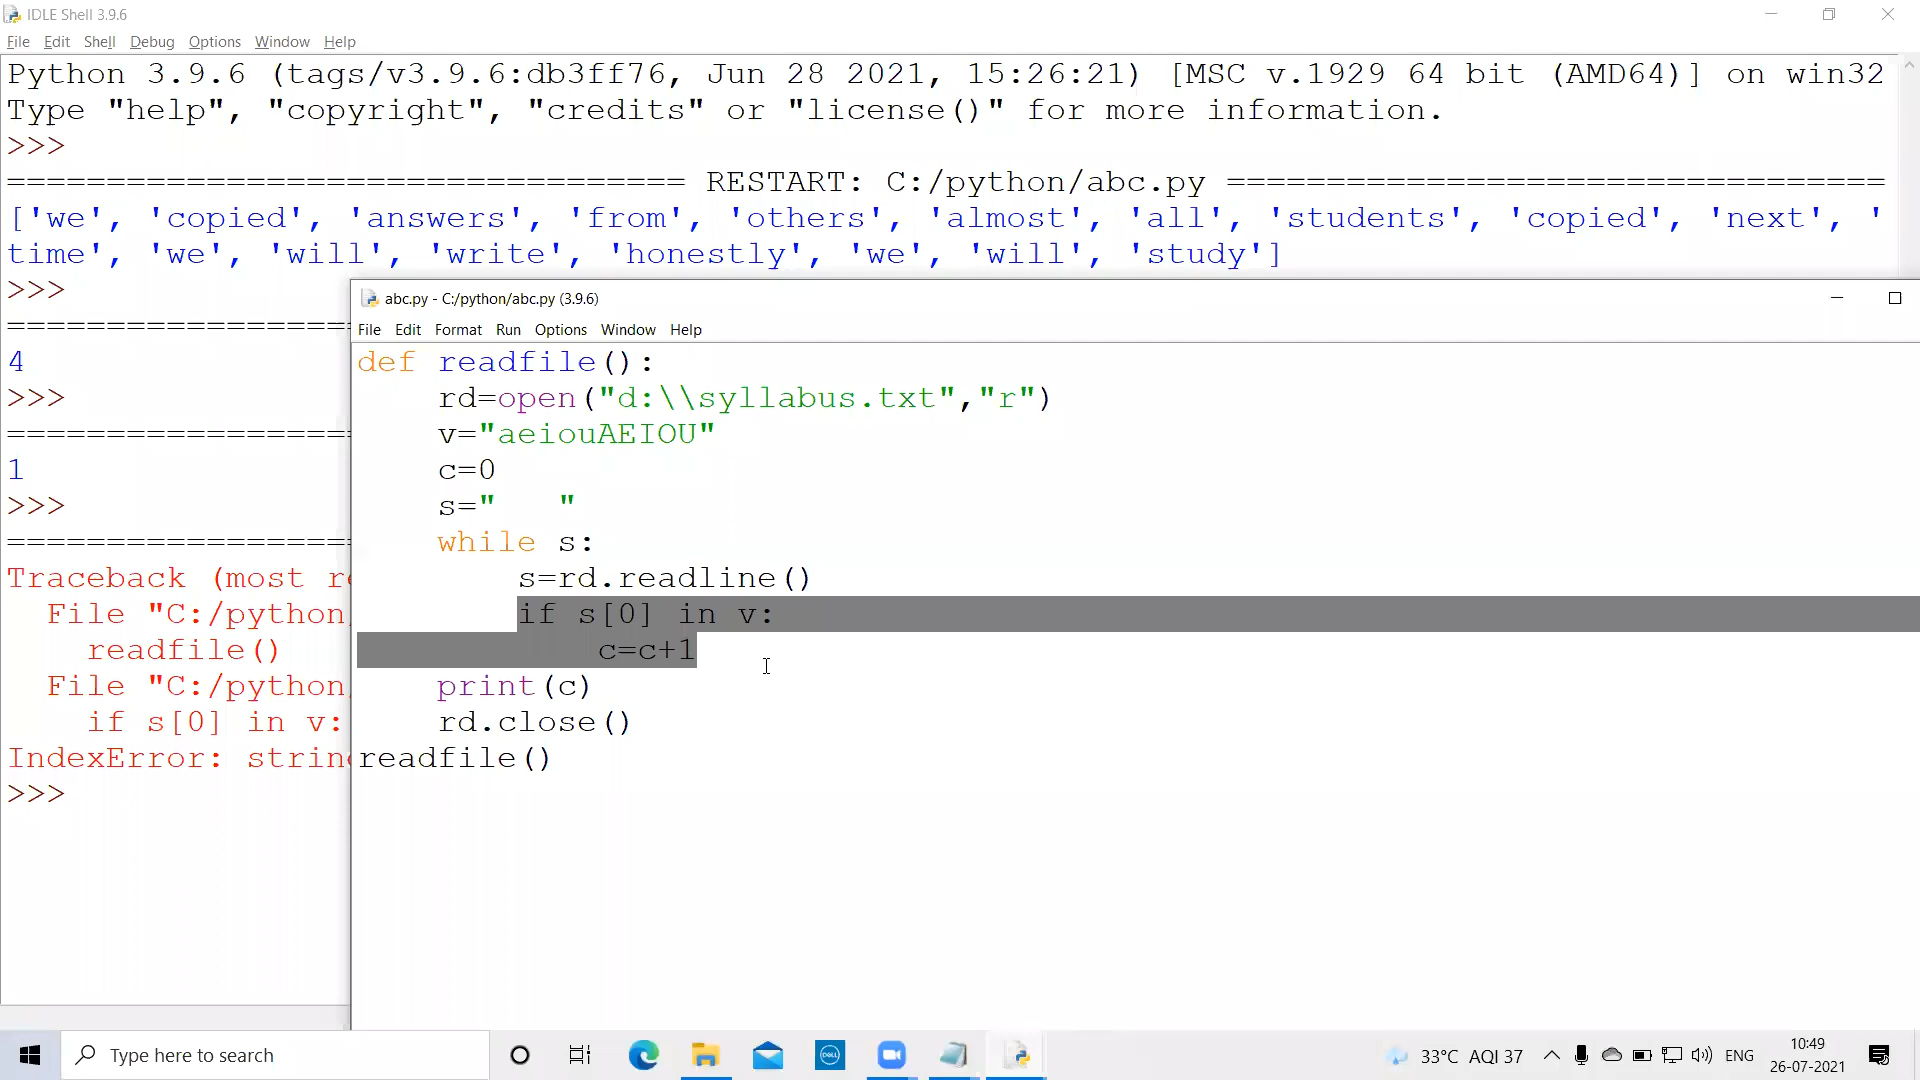 IDLE Shell 3.9.6
File Edit Shell Debug Options Window Help
Python 3.9.6 (tags/v3.9.6:db3ff76, Jun 28 2021, 15:26:21) [MSC v.1929 64 bit (AMD64)] on win32
Type "help", "copyright", "credits" or "license()" for more information.
>>>
================================== RESTART: C:/python/abc.py =================================
['we', 'copied', 'answers', 'from', 'others', 'almost', 'all', 'students', 'copied', 'next', '
time', 'we', 'will', 'write', 'honestly', 'we', 'will', 'study']
>>>
=================
4
>>>
=================
1
>>>
=================
Traceback (most re
File "C:/python/
readfile()
File "C:/python/
if s[0] in v:
IndexError: string
>>>
abc.py - C:/python/abc.py (3.9.6)
File Edit Format Run Options Window Help
def readfile():
    rd=open("d:\\syllabus.txt","r")
    v="aeiouAEIOU"
    c=0
    s="   "
    while s:
        s=rd.readline()
        if s[0] in v:
            c=c+1
    print(c)
    rd.close()
readfile()
Type here to search
DELL
33°C AQI 37
ENG
10:49
26-07-2021